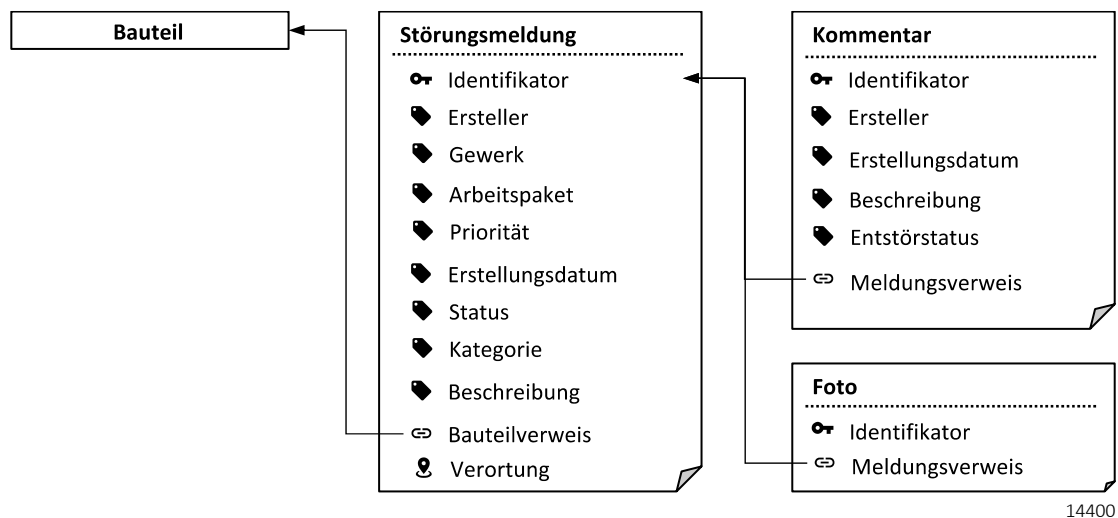 Bauteil
Störungsmeldung
Identifikator
Ersteller
Gewerk
Arbeitspaket
Priorität
Erstellungsdatum
Status
Kategorie
Beschreibung
Bauteilverweis
Verortung
Kommentar
Identifikator
Ersteller
Erstellungsdatum
Beschreibung
Entstörstatus
Meldungsverweis
Foto
Identifikator
Meldungsverweis
14400